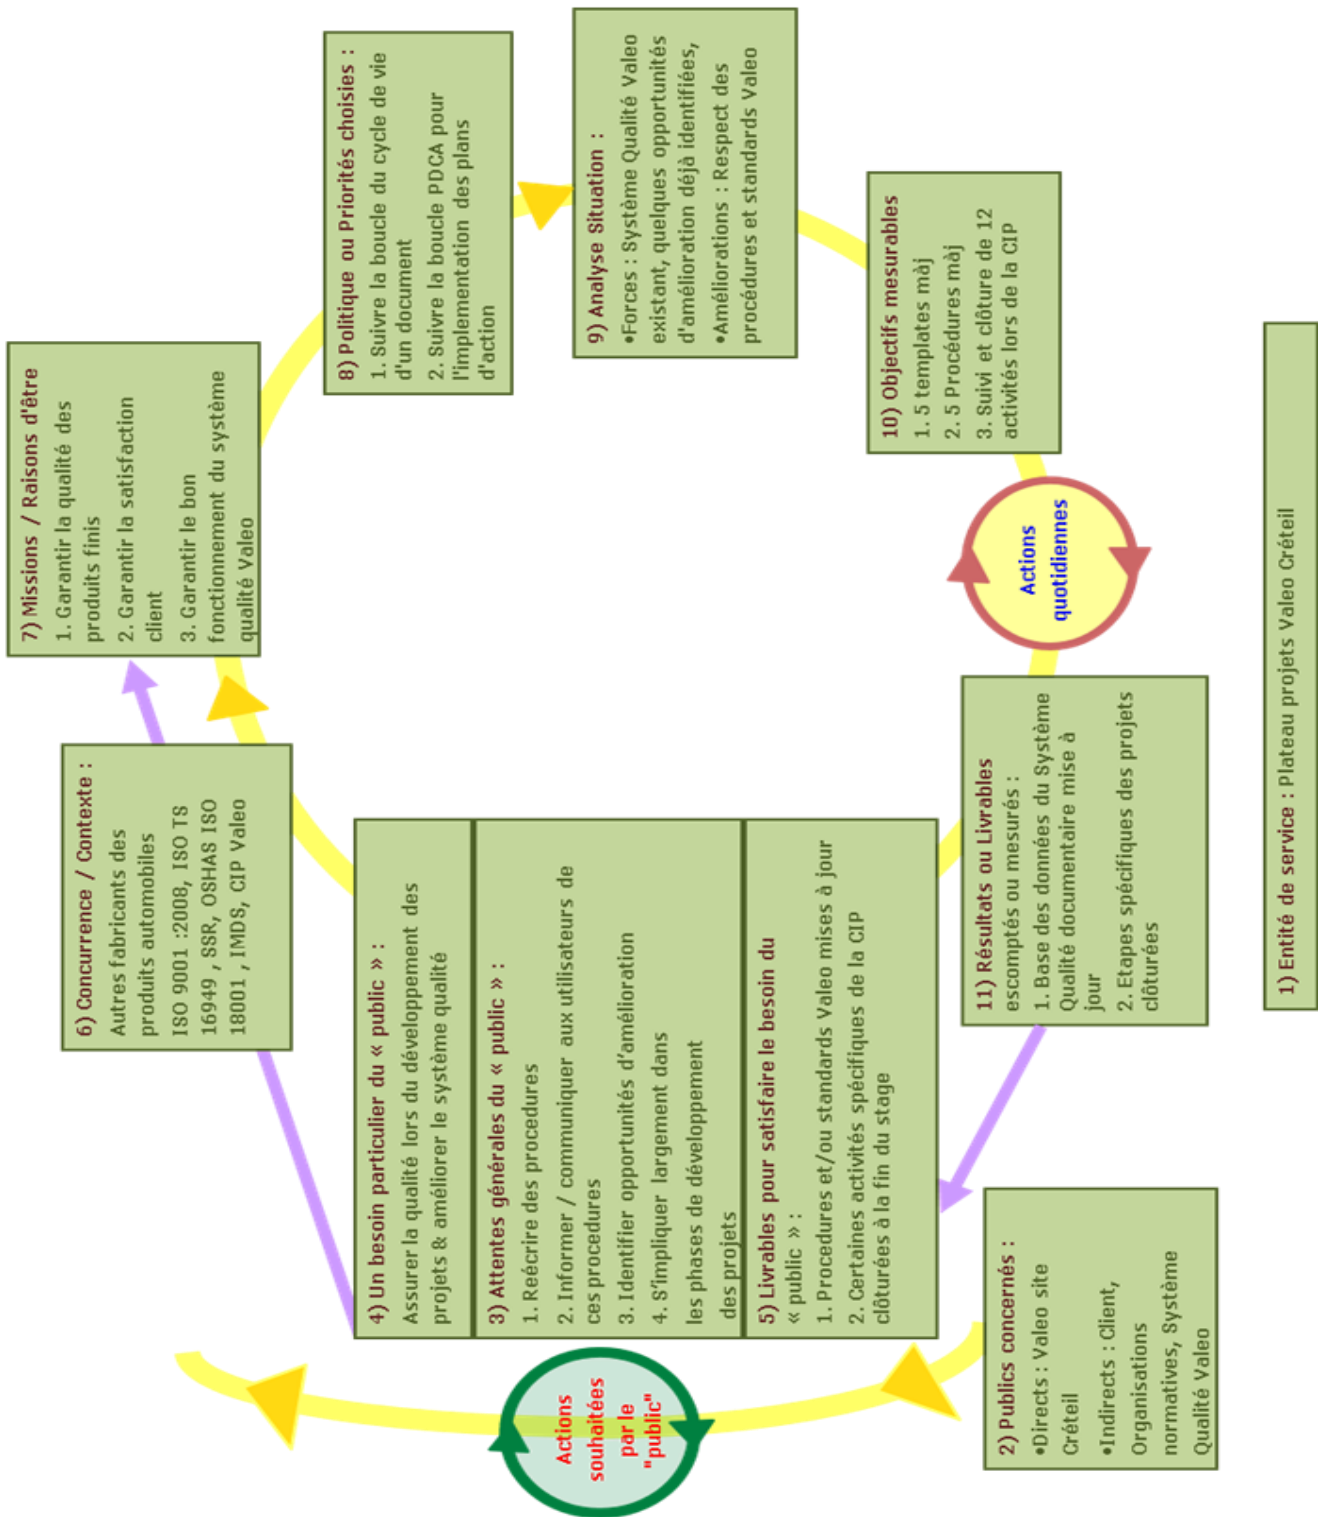 1) Entité de service : Plateau projets Valeo Créteil
2) Publics concernés :
•Directs : Valeo site
Créteil
•Indirects : Client,
Organisations
normatives, Système
Qualité Valeo
Actions
souhaitées
par le
"public"
4) Un besoin particulier du « public » :
Assurer la qualité lors du développement des
projets & améliorer le système qualité
3) Attentes générales du « public » :
1. Reécrire des procedures
2. Informer / communiquer aux utilisateurs de
ces procedures
3. Identifier opportunités d'amélioration
4. S'impliquer largement dans
les phases de développement
des projets
5) Livrables pour satisfaire le besoin du
« public » :
1. Procedures et/ou standards Valeo mises à jour
2. Certaines activités spécifiques de la CIP
clôturées à la fin du stage
6) Concurrence / Contexte :
Autres fabricants des
produits automobiles
ISO 9001 :2008, ISO TS
16949 , SSR, OSHAS ISO
18001 , IMDS, CIP Valeo
7) Missions / Raisons d'être
1. Garantir la qualité des
produits finis
2. Garantir la satisfaction
client
3. Garantir le bon
fonctionnement du système
qualité Valeo
8) Politique ou Priorités choisies :
1. Suivre la boucle du cycle de vie
d'un document
2. Suivre la boucle PDCA pour
l'implementation des plans
d'action
9) Analyse Situation :
•Forces : Système Qualité Valeo
existant, quelques opportunités
d'amélioration déjà identifiées,
•Améliorations : Respect des
procédures et standards Valeo
10) Objectifs mesurables
1. 5 templates màj
2. 5 Procédures màj
3. Suivi et clôture de 12
activités lors de la CIP
Actions
quotidiennes
11) Résultats ou Livrables
escomptés ou mesurés :
1. Base des données du Système
Qualité documentaire mise à
jour
2. Etapes spécifiques des projets
clôturées